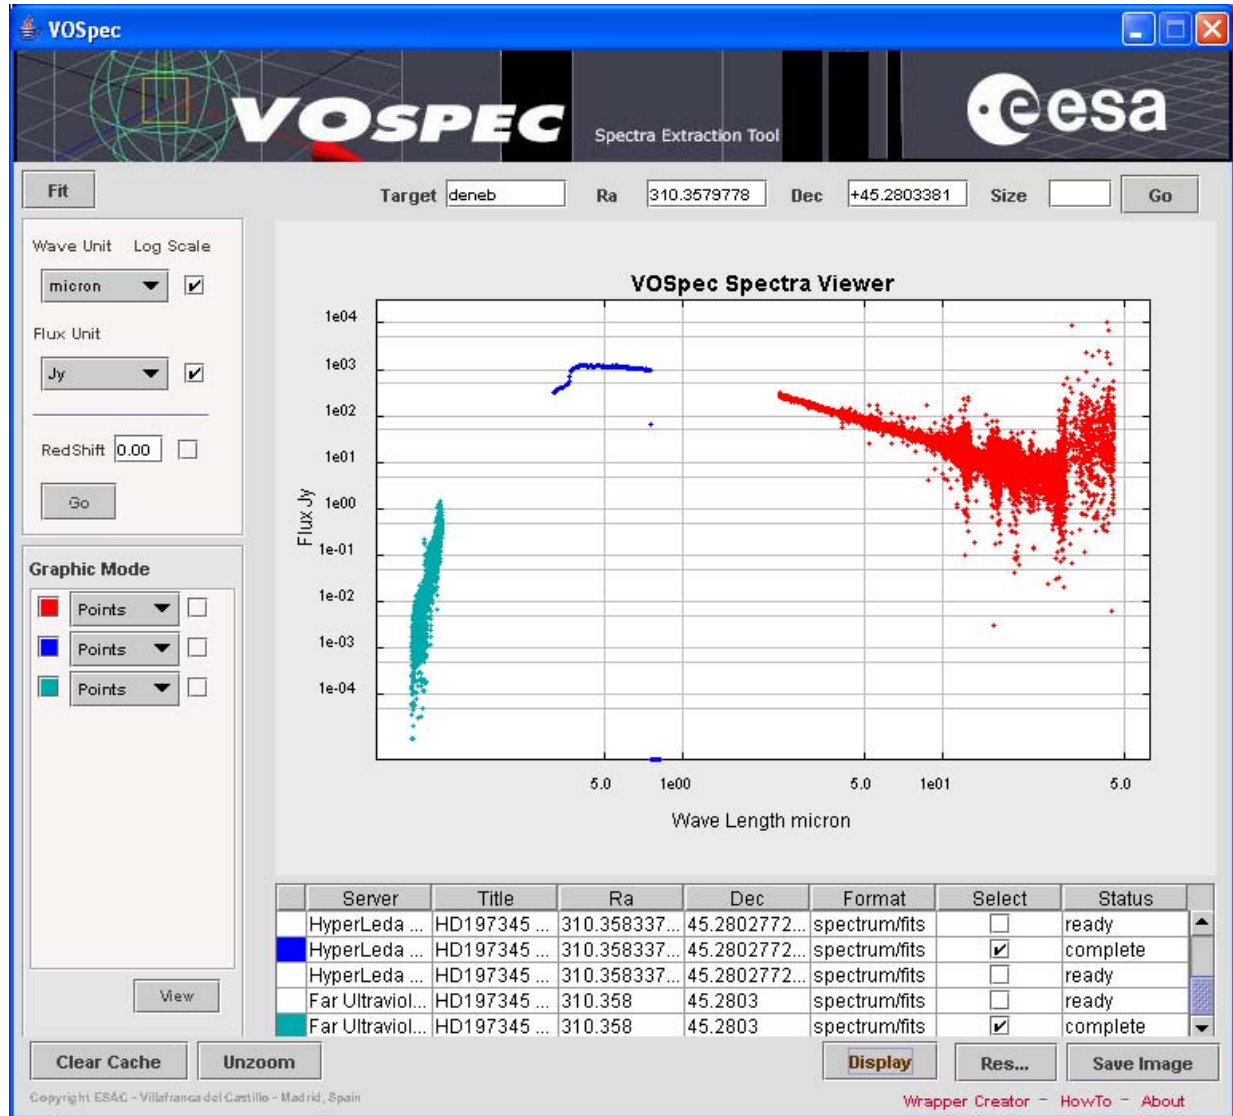 VOSpec
VOSPEC Spectra Extraction Tool esa
Fit Target deneb Ra 310.3579778 Dec +45.2803381 Size Go
Wave Unit Log Scale
micron
Flux Unit
Jy
RedShift 0.00
Go
Graphic Mode
Points
Points
Points
View
VOSpec Spectra Viewer
1e04
1e03
1e02
1e01
1e00
1e-01
1e-02
1e-03
1e-04
Flux Jy
5.0 1e00 5.0 1e01 5.0
Wave Length micron
Server Title Ra Dec Format Select Status
HyperLeda ... HD197345 ... 310.358337... 45.2802772... spectrum/fits ready
HyperLeda ... HD197345 ... 310.358337... 45.2802772... spectrum/fits complete
HyperLeda ... HD197345 ... 310.358337... 45.2802772... spectrum/fits ready
Far Ultraviol... HD197345 ... 310.358 45.2803 spectrum/fits ready
Far Ultraviol... HD197345 ... 310.358 45.2803 spectrum/fits complete
Clear Cache Unzoom Display Res... Save Image
Copyright ESAC - Villafranca del Castillo - Madrid, Spain
Wrapper Creator - HowTo - About